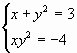 x + y² = 3
xy² = −4